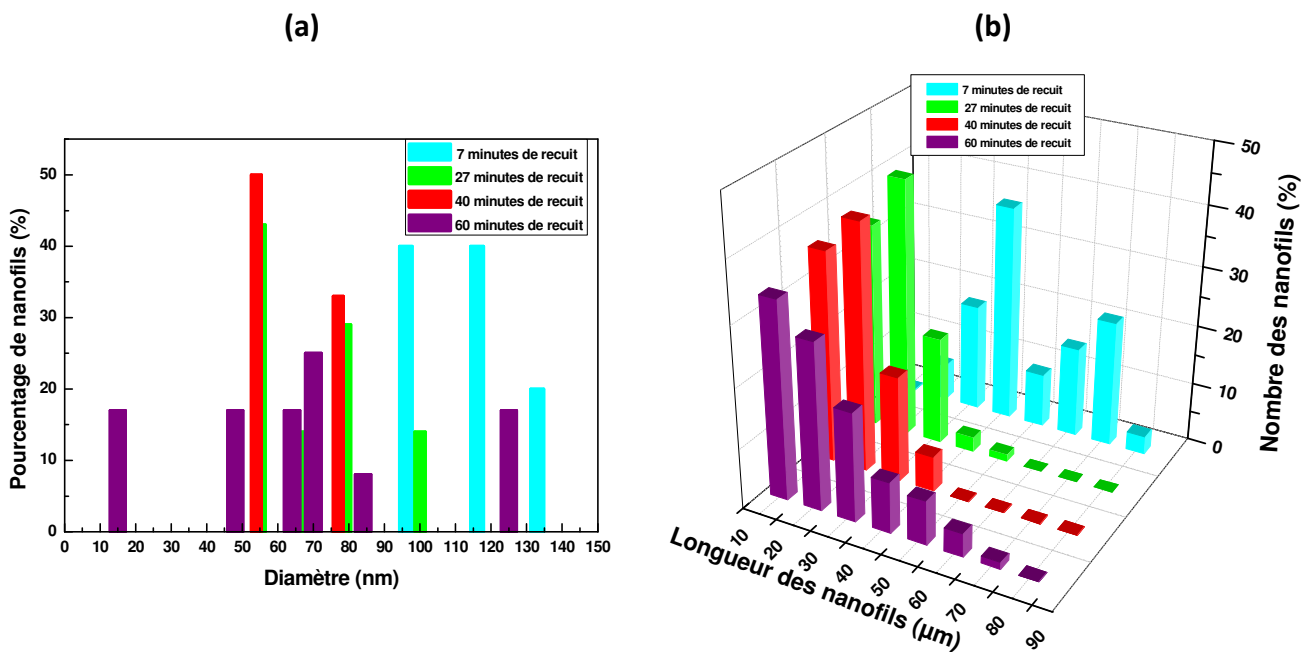 (a)
(b)
7 minutes de recuit
27 minutes de recuit
40 minutes de recuit
60 minutes de recuit
Pourcentage de nanofils (%)
50
40
30
20
10
0
0 10 20 30 40 50 60 70 80 90 100 110 120 130 140 150
Diamètre (nm)
7 minutes de recuit
27 minutes de recuit
40 minutes de recuit
60 minutes de recuit
50
40
30
20
10
0
Nombre des nanofils (%)
10 20 30 40 50 60 70 80 90
Longueur des nanofils (µm)